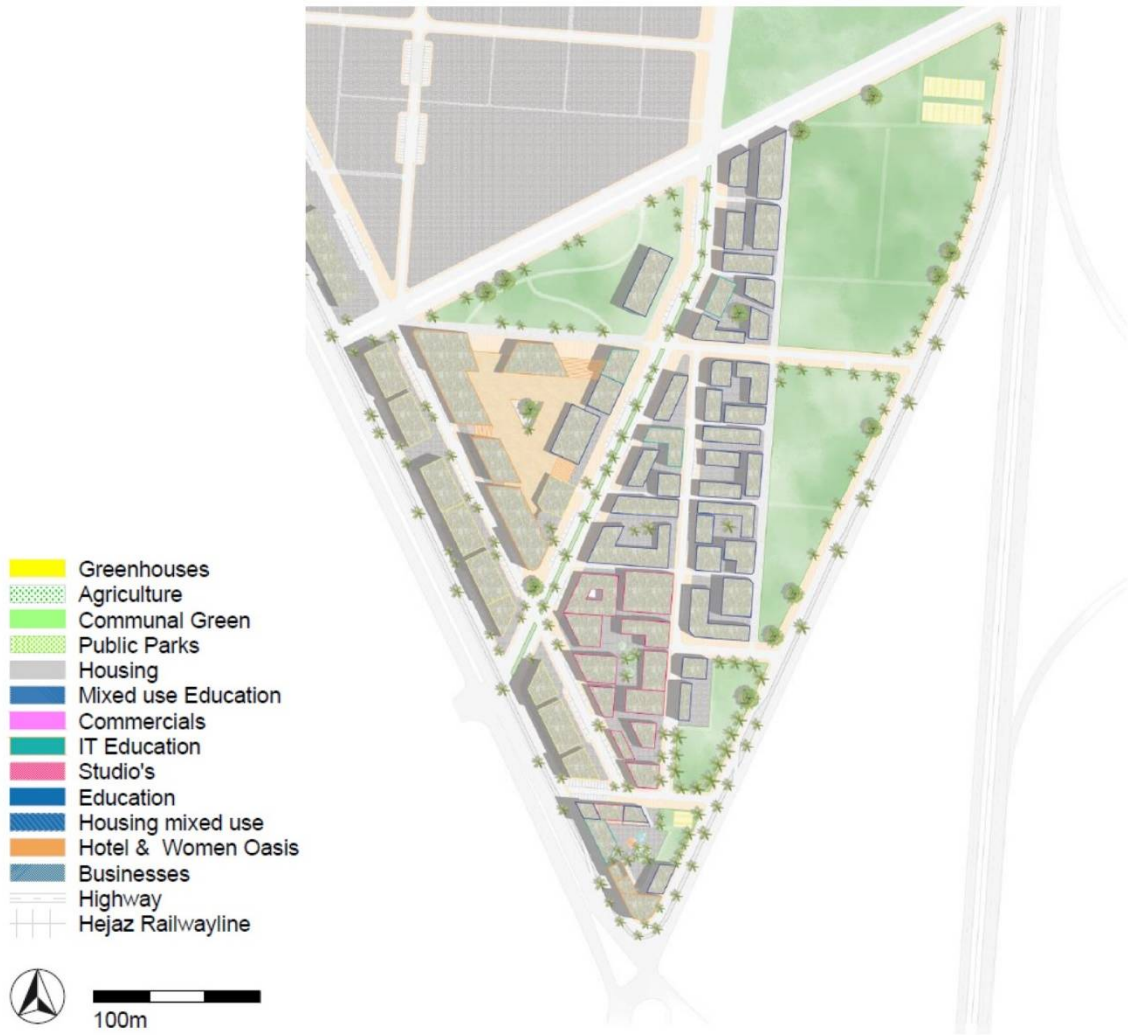 Greenhouses
Agriculture
Communal Green
Public Parks
Housing
Mixed use Education
Commercials
IT Education
Studio's
Education
Housing mixed use
Hotel & Women Oasis
Businesses
Highway
Hejaz Railwayline
100m